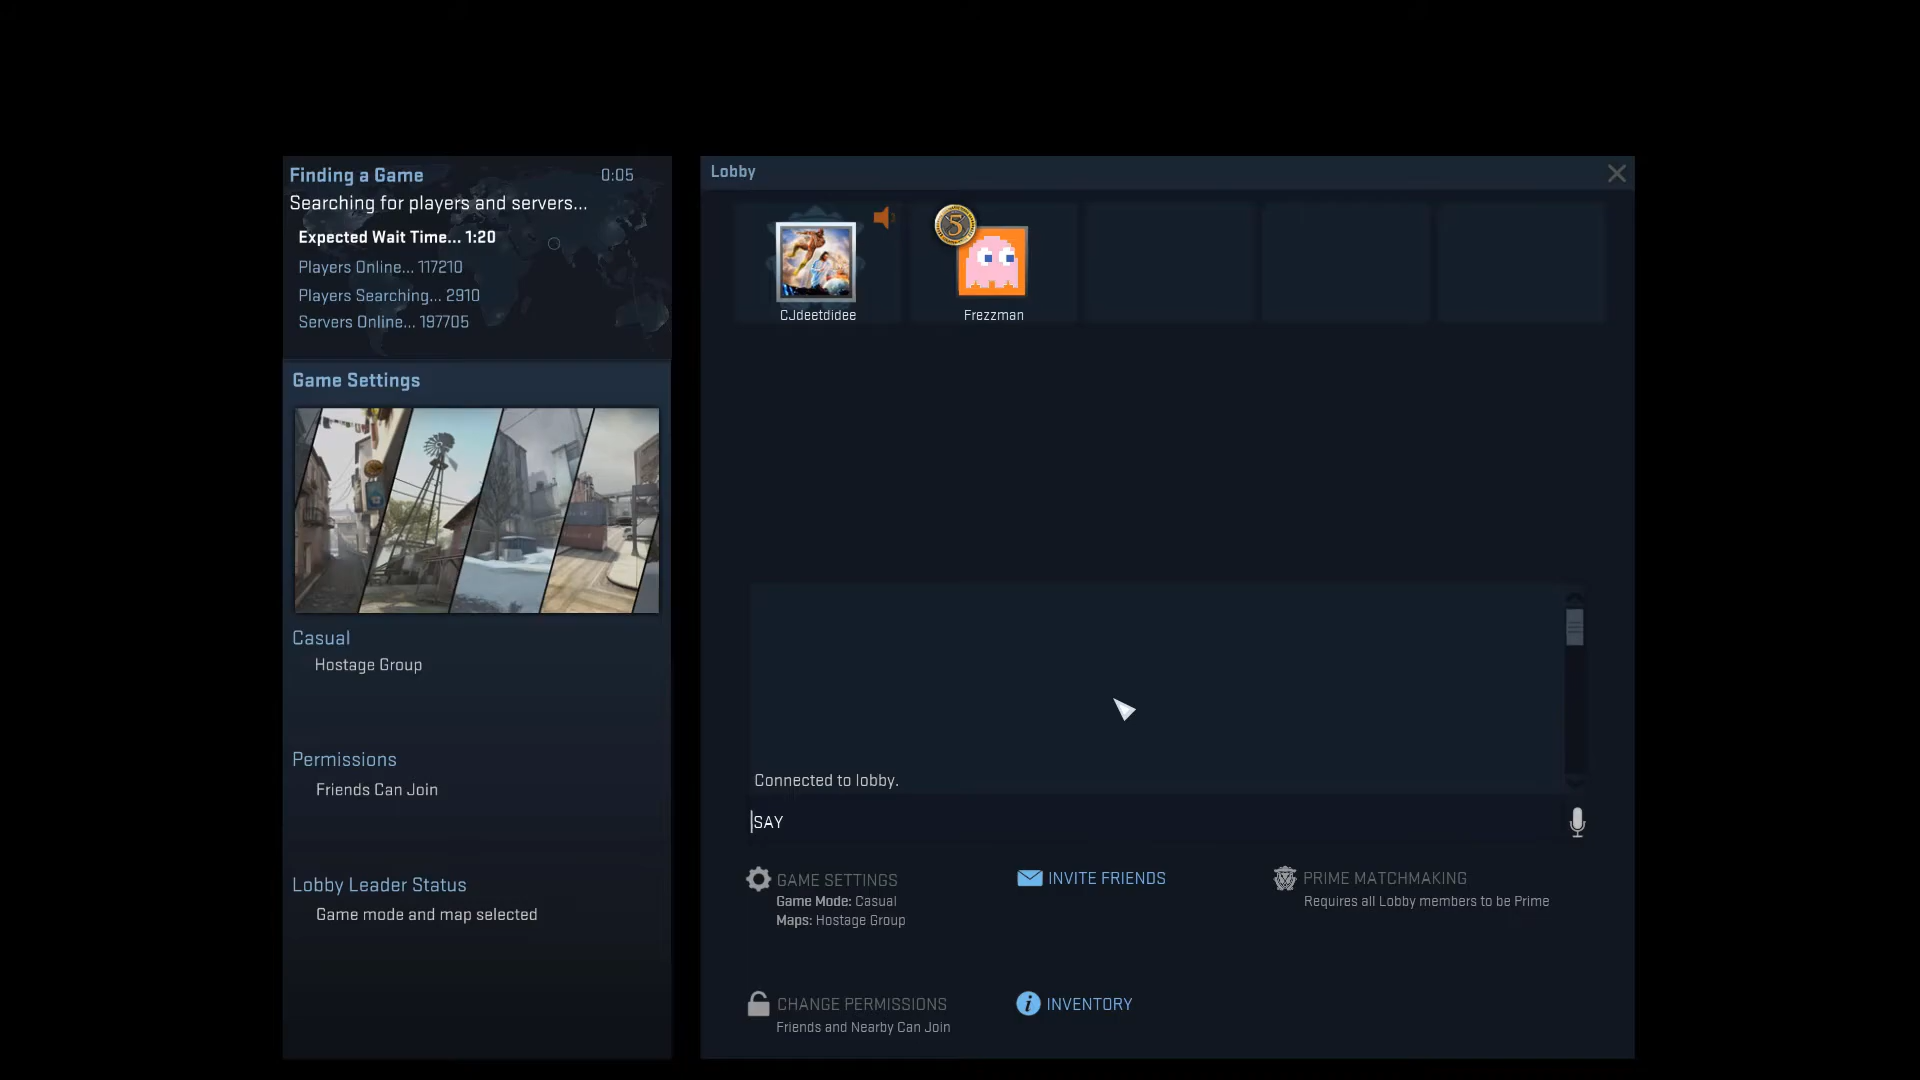 Finding a Game 0:05
Searching for players and servers...
Expected Wait Time... 1:20
Players Online... 117210
Players Searching... 2910
Servers Online... 197705
Game Settings
Casual
Hostage Group
Permissions
Friends Can Join
Lobby Leader Status
Game mode and map selected
Lobby
5
CJdeetdidee
Frezzman
Connected to lobby.
SAY
GAME SETTINGS
Game Mode: Casual
Maps: Hostage Group
INVITE FRIENDS
PRIME MATCHMAKING
Requires all Lobby members to be Prime
CHANGE PERMISSIONS
Friends and Nearby Can Join
INVENTORY